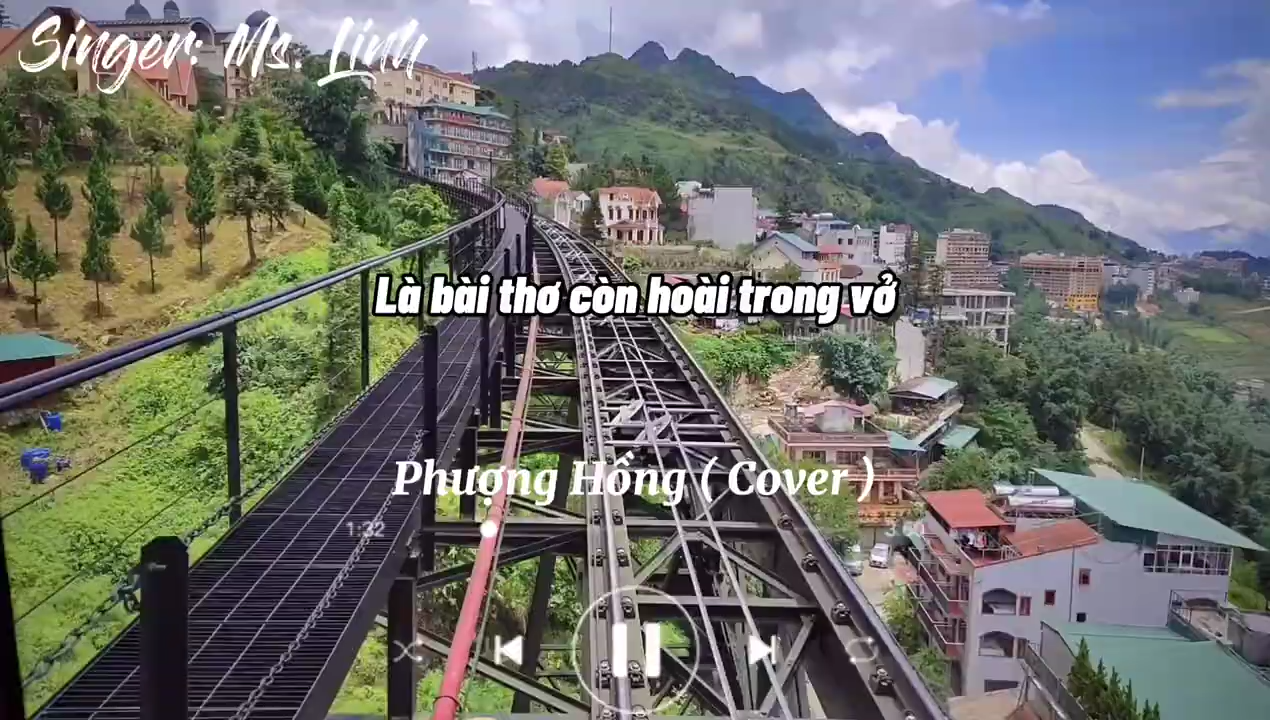 Singer: Ms. Linh
Là bài thơ còn hoài trong vở
Phượng Hồng ( Cover )
1:32